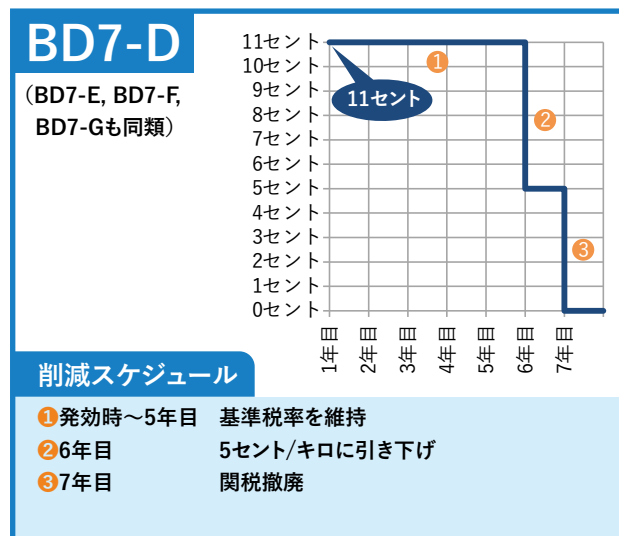 BD7-D
（BD7-E, BD7-F,
BD7-Gも同類）
11セント
10セント
9セント
8セント
7セント
6セント
5セント
4セント
3セント
2セント
1セント
0セント
❶
11セント
❷
❸
1年目
2年目
3年目
4年目
5年目
6年目
7年目
削減スケジュール
❶発効時〜5年目 基準税率を維持
❷6年目 5セント/キロに引き下げ
❸7年目 関税撤廃